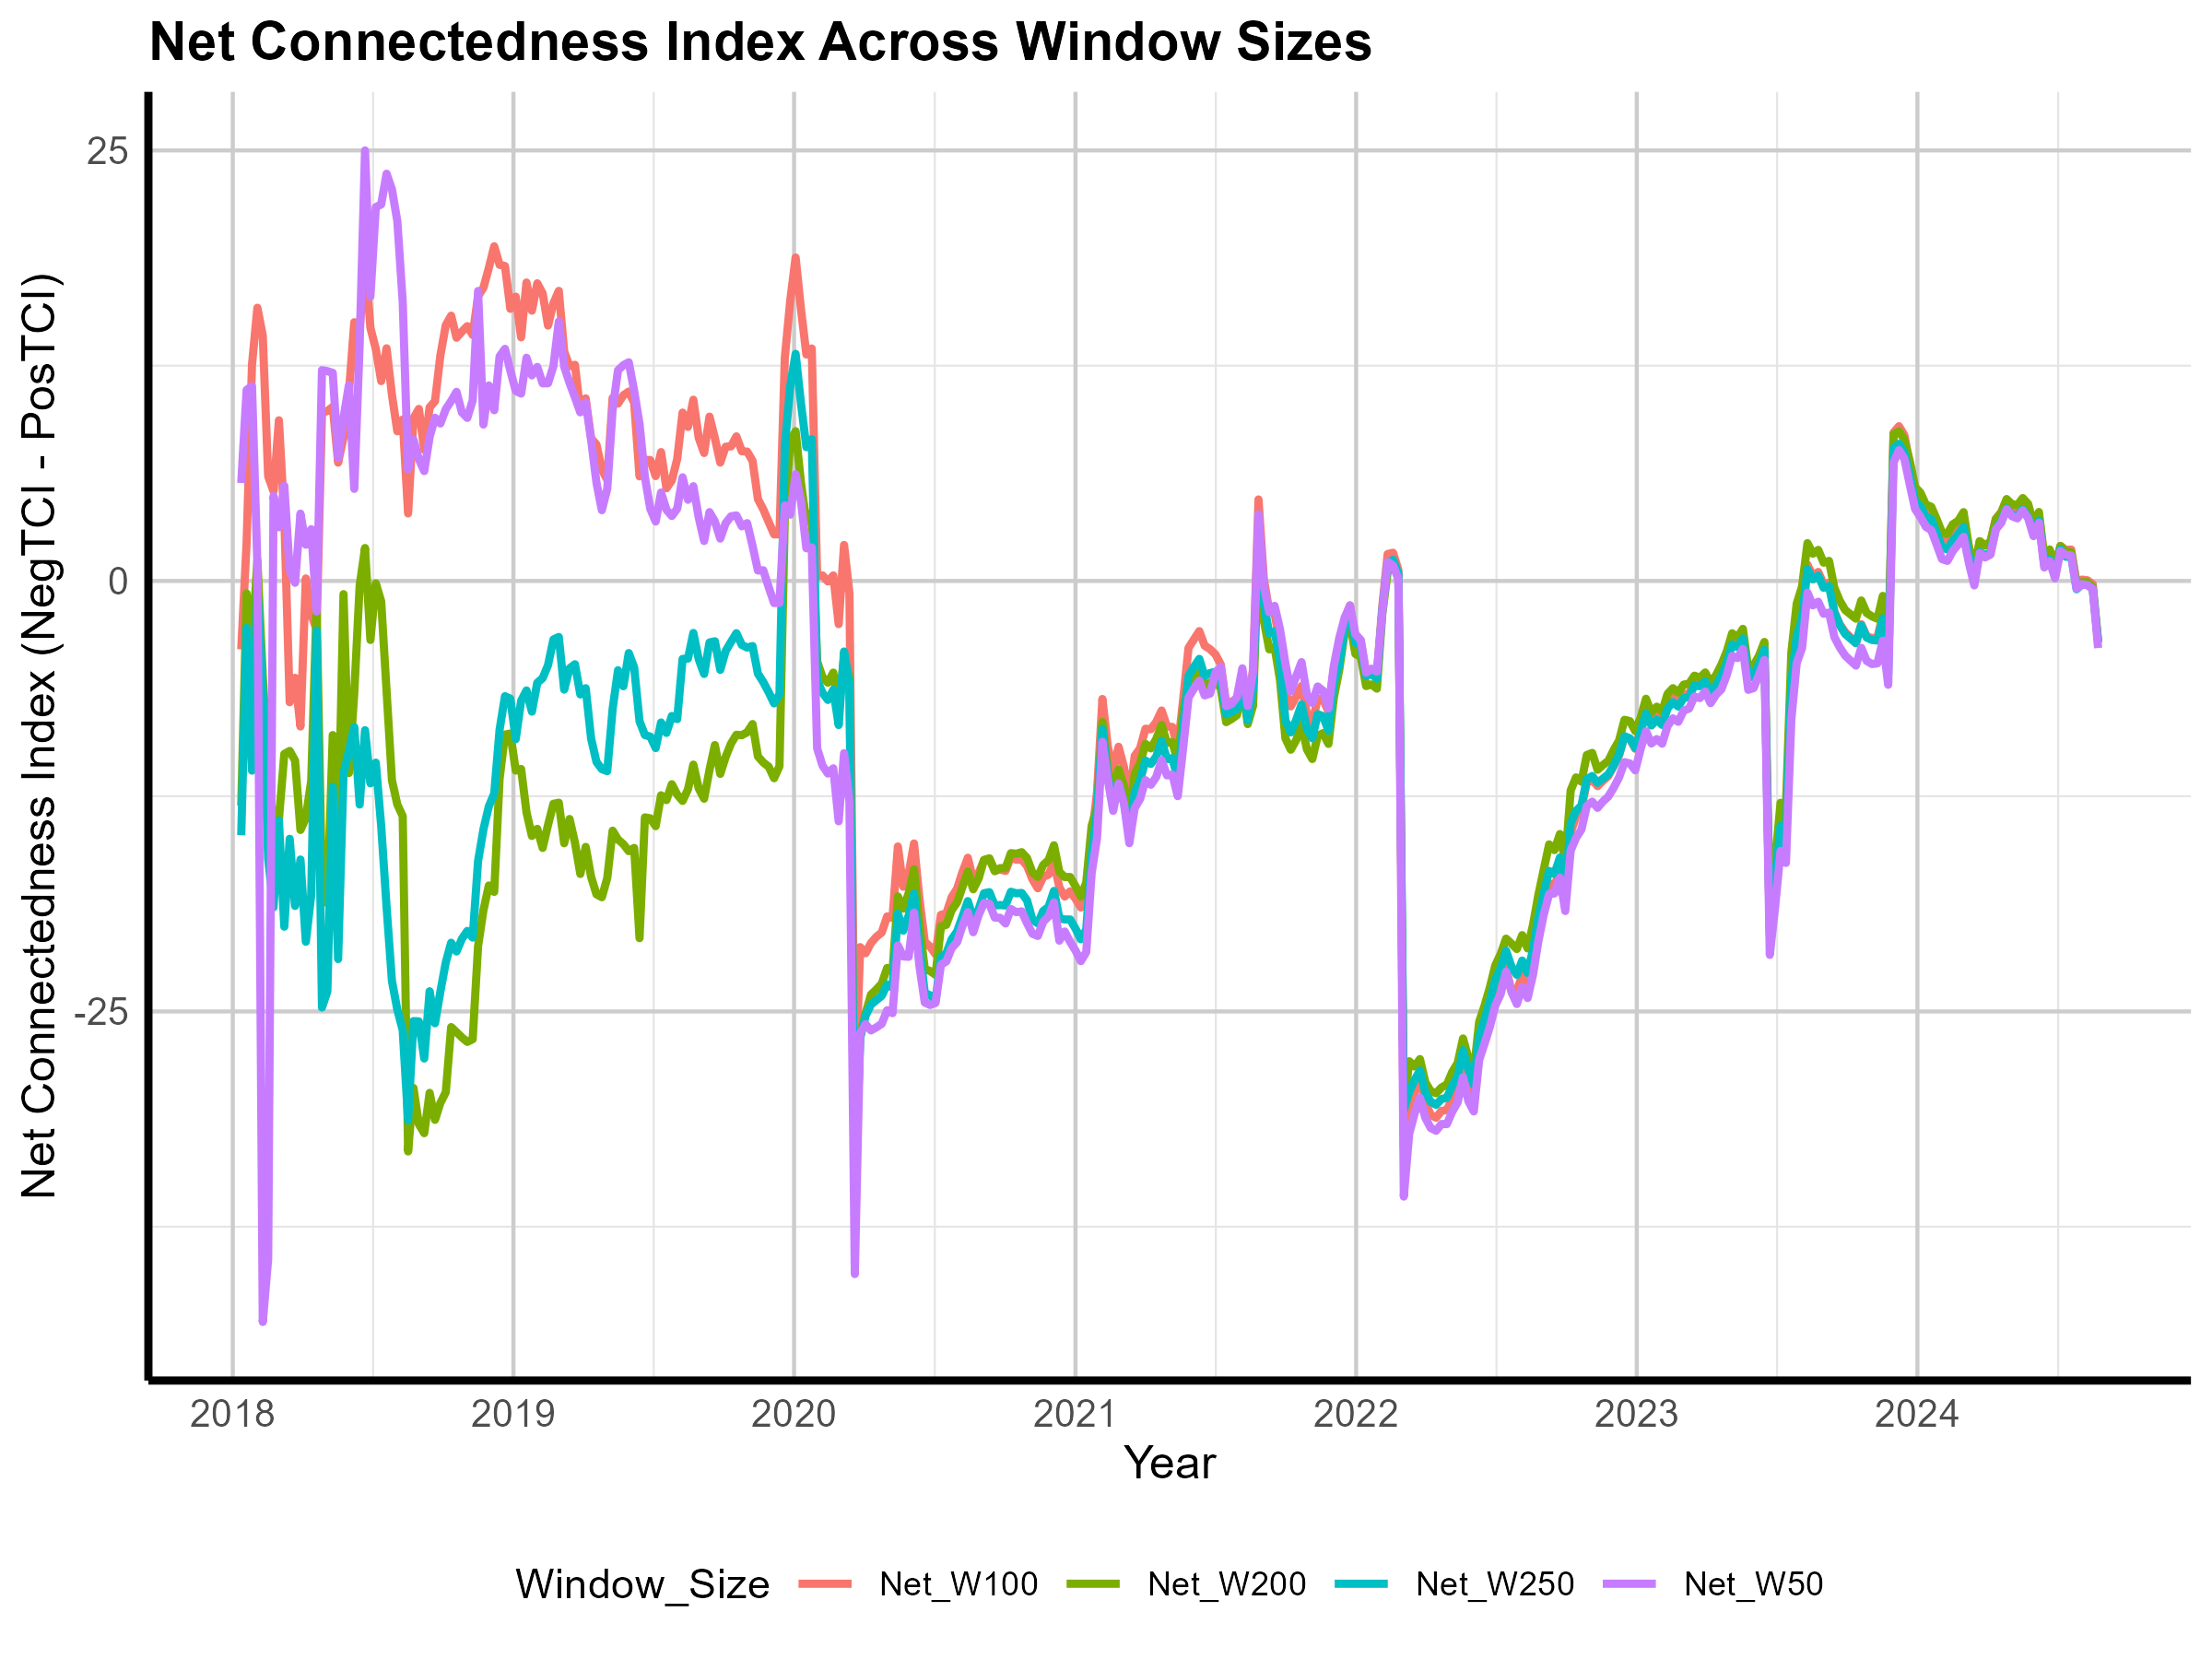 Net Connectedness Index Across Window Sizes
Net Connectedness Index (NegTCI - PosTCI)
25
0
-25
2018 2019 2020 2021 2022 2023 2024
Year
Window_Size Net_W100 Net_W200 Net_W250 Net_W50